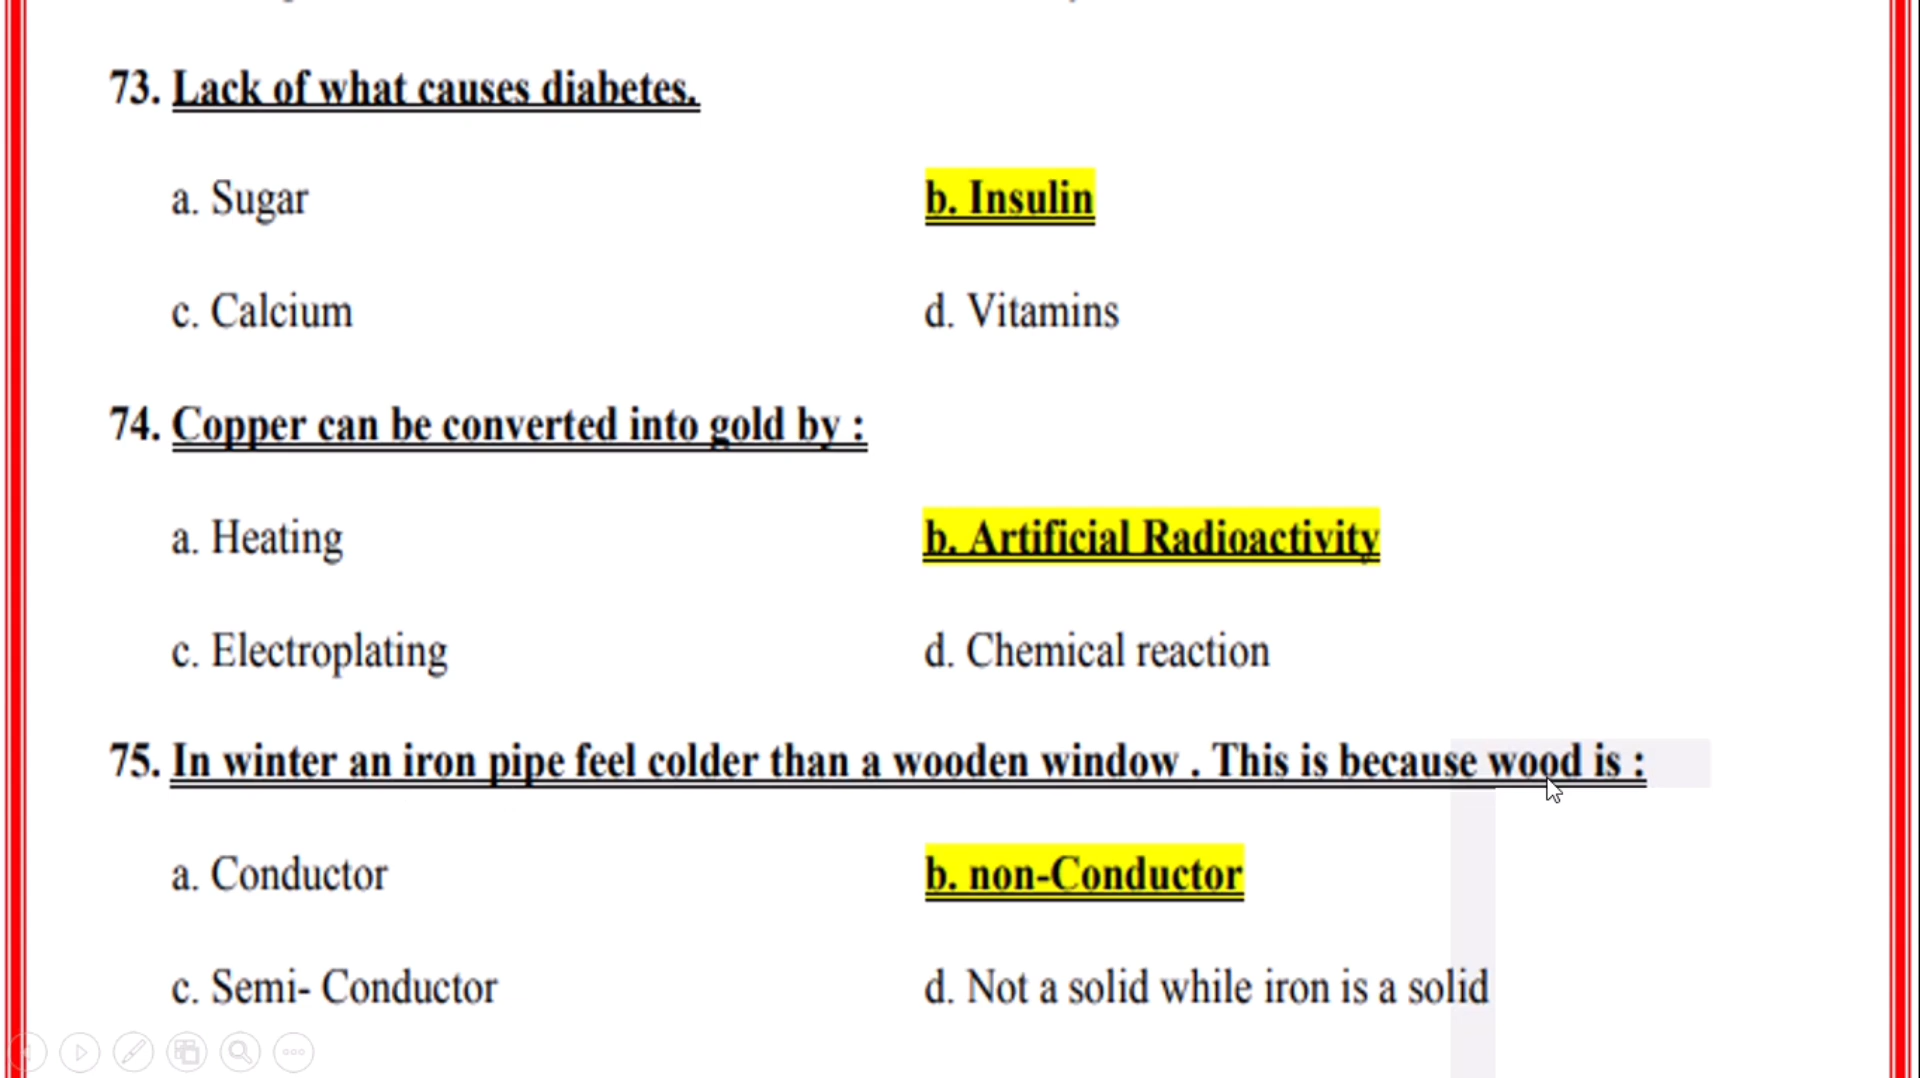 73. Lack of what causes diabetes.
a. Sugar b. Insulin
c. Calcium d. Vitamins
74. Copper can be converted into gold by :
a. Heating b. Artificial Radioactivity
c. Electroplating d. Chemical reaction
75. In winter an iron pipe feel colder than a wooden window . This is because wood is :
a. Conductor b. non-Conductor
c. Semi- Conductor d. Not a solid while iron is a solid